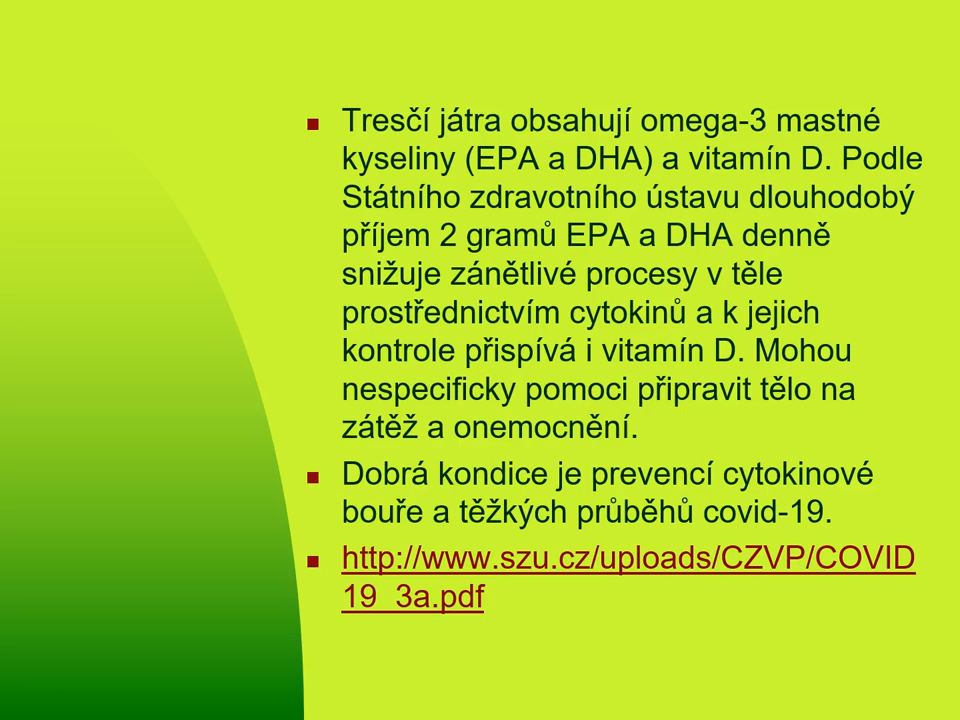 Tresčí játra obsahují omega-3 mastné
kyseliny (EPA a DHA) a vitamín D. Podle
Státního zdravotního ústavu dlouhodobý
příjem 2 gramů EPA a DHA denně
snižuje zánětlivé procesy v těle
prostřednictvím cytokinů a k jejich
kontrole přispívá i vitamín D. Mohou
nespecificky pomoci připravit tělo na
zátěž a onemocnění.
Dobrá kondice je prevencí cytokinové
bouře a těžkých průběhů covid-19.
http://www.szu.cz/uploads/CZVP/COVID
19_3a.pdf